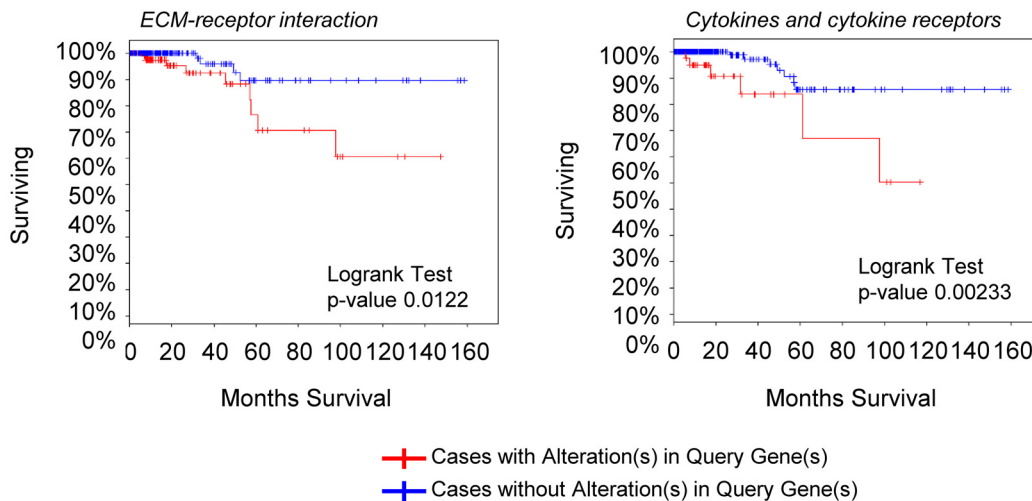 ECM-receptor interaction
100%
90%
80%
70%
60%
50%
40%
30%
20%
10%
0%
Surviving
Logrank Test
p-value 0.0122
0 20 40 60 80 100 120 140 160
Months Survival
Cytokines and cytokine receptors
100%
90%
80%
70%
60%
50%
40%
30%
20%
10%
0%
Surviving
Logrank Test
p-value 0.00233
0 20 40 60 80 100 120 140 160
Months Survival
Cases with Alteration(s) in Query Gene(s)
Cases without Alteration(s) in Query Gene(s)